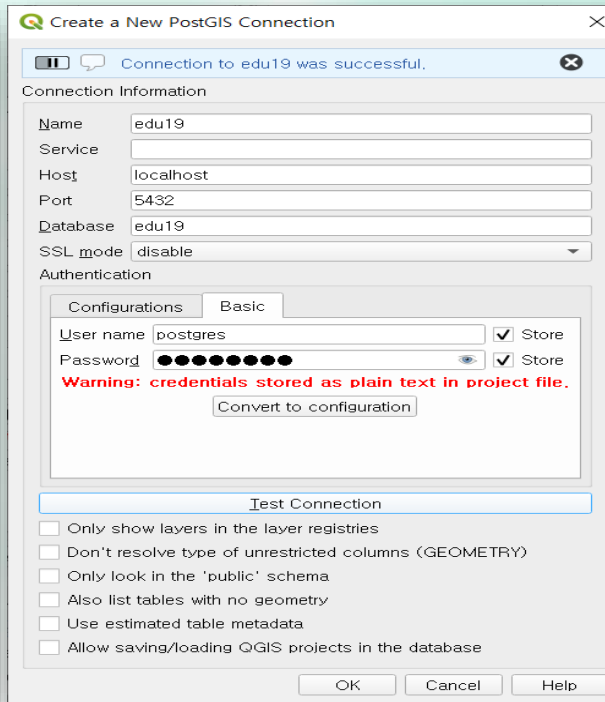 Create a New PostGIS Connection
Connection to edu19 was successful.
Connection Information
Name edu19
Service
Host localhost
Port 5432
Database edu19
SSL mode disable
Authentication
Configurations Basic
User name postgres Store
Password ●●●●●●●● Store
Warning: credentials stored as plain text in project file.
Convert to configuration
Test Connection
Only show layers in the layer registries
Don't resolve type of unrestricted columns (GEOMETRY)
Only look in the 'public' schema
Also list tables with no geometry
Use estimated table metadata
Allow saving/loading QGIS projects in the database
OK Cancel Help